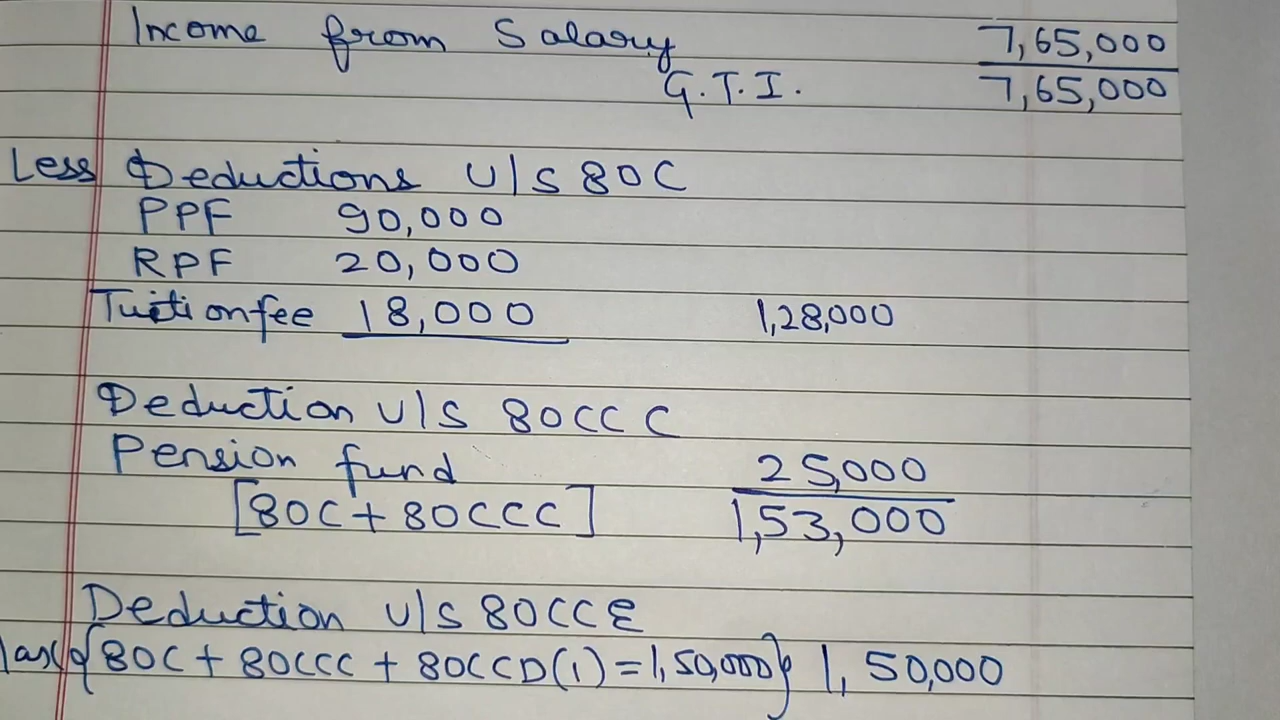 Income from Salary 7,65,000
G.T.I. 7,65,000
Less Deductions U/S 80C
PPF 90,000
RPF 20,000
Tuition fee 18,000 1,28,000
Deduction U/S 80CCC
Pension fund 25,000
[80C + 80CCC] 1,53,000
Deduction U/S 80CCE
{80C + 80CCC + 80CCD(1) = 1,50,000} 1,50,000